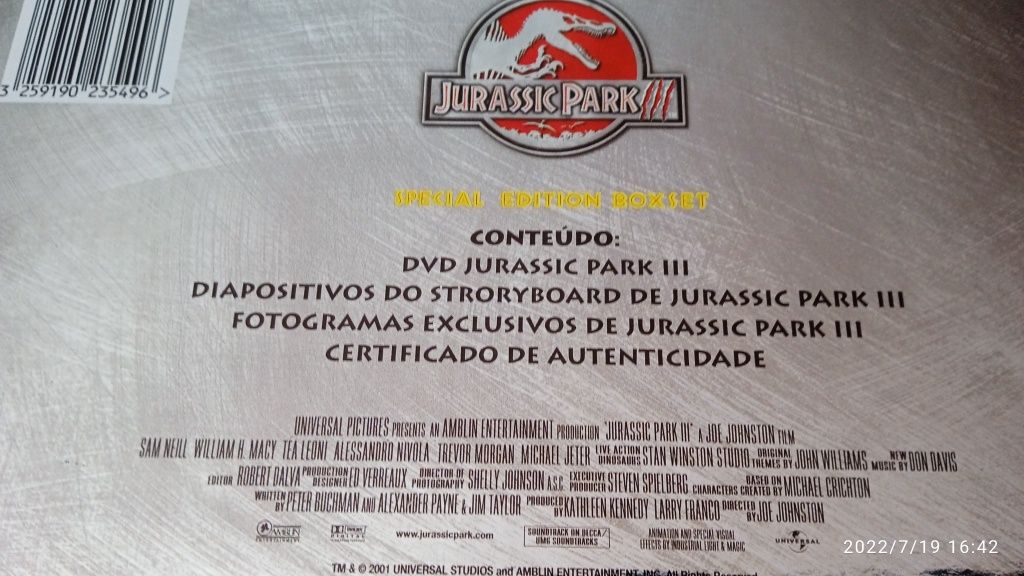 3 259190 235496 >
JURASSIC PARK III
SPECIAL EDITION BOXSET
CONTEÚDO:
DVD JURASSIC PARK III
DIAPOSITIVOS DO STRORYBOARD DE JURASSIC PARK III
FOTOGRAMAS EXCLUSIVOS DE JURASSIC PARK III
CERTIFICADO DE AUTENTICIDADE
UNIVERSAL PICTURES PRESENTS AN AMBLIN ENTERTAINMENT PRODUCTION "JURASSIC PARK III" A JOE JOHNSTON FILM
SAM NEILL WILLIAM H. MACY TEA LEONI ALESSANDRO NIVOLA TREVOR MORGAN MICHAEL JETER LIVE ACTION DINOSAURS STAN WINSTON STUDIO ORIGINAL THEMES BY JOHN WILLIAMS NEW MUSIC BY DON DAVIS
EDITOR ROBERT DALVA PRODUCTION DESIGNER ED VERREAUX DIRECTOR OF PHOTOGRAPHY SHELLY JOHNSON A.S.C. EXECUTIVE PRODUCER STEVEN SPIELBERG BASED ON CHARACTERS CREATED BY MICHAEL CRICHTON
WRITTEN BY PETER BUCHMAN AND ALEXANDER PAYNE & JIM TAYLOR PRODUCED BY KATHLEEN KENNEDY LARRY FRANCO DIRECTED BY JOE JOHNSTON
AMBLIN ENTERTAINMENT
www.jurassicpark.com
SOUNDTRACK ON DECCA/
UMG SOUNDTRACKS
ANIMATION AND SPECIAL VISUAL
EFFECTS BY INDUSTRIAL LIGHT & MAGIC
UNIVERSAL
2022/7/19 16:42
TM & © 2001 UNIVERSAL STUDIOS and AMBLIN ENTERTAINMENT, INC. All Rights Reserved